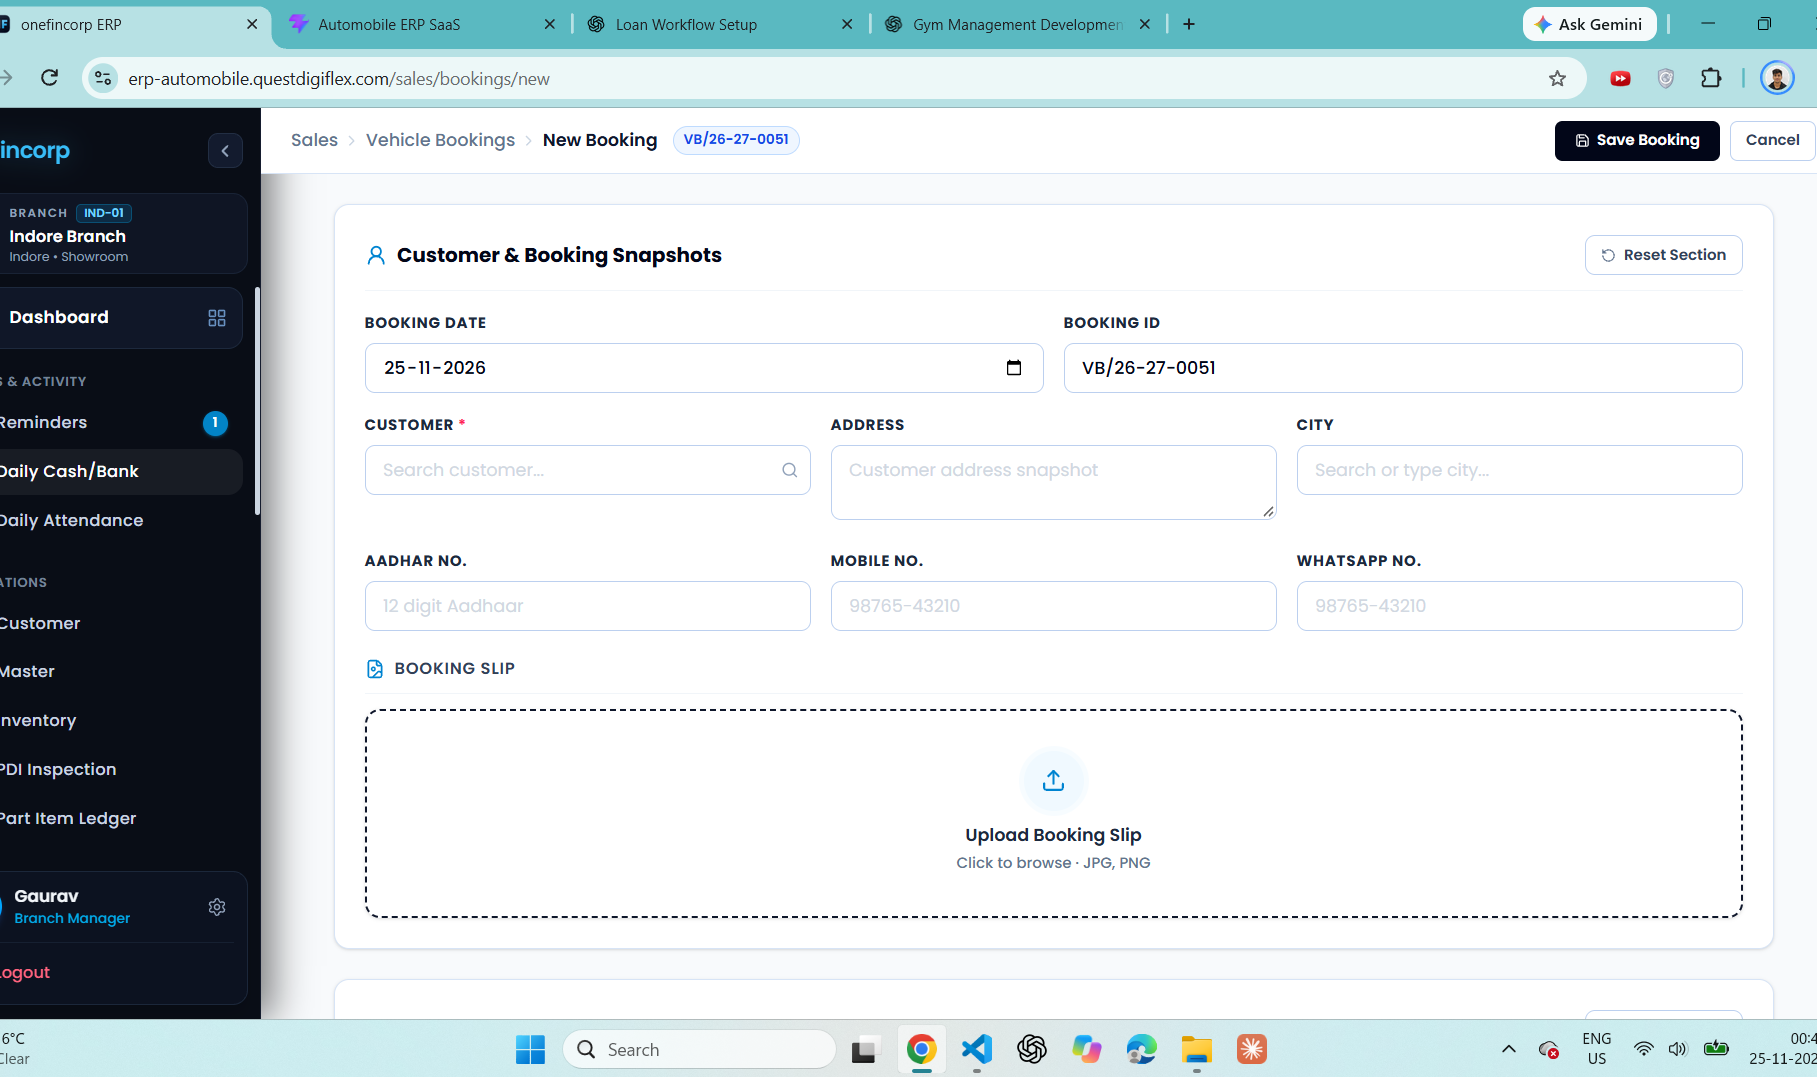 onefincorp ERP
Automobile ERP SaaS
Loan Workflow Setup
Gym Management Developmen
Ask Gemini
erp-automobile.questdigiflex.com/sales/bookings/new
incorp
Sales > Vehicle Bookings > New Booking VB/26-27-0051
Save Booking
Cancel
BRANCH IND-01
Indore Branch
Indore • Showroom
Dashboard
S & ACTIVITY
Reminders 1
Daily Cash/Bank
Daily Attendance
ATIONS
Customer
Master
Inventory
PDI Inspection
Part Item Ledger
Gaurav
Branch Manager
Logout
Customer & Booking Snapshots
Reset Section
BOOKING DATE
BOOKING ID
25-11-2026
VB/26-27-0051
CUSTOMER *
ADDRESS
CITY
Search customer...
Customer address snapshot
Search or type city...
AADHAR NO.
MOBILE NO.
WHATSAPP NO.
12 digit Aadhaar
98765-43210
98765-43210
BOOKING SLIP
Upload Booking Slip
Click to browse · JPG, PNG
6°C
Clear
Search
ENG
US
00:4
25-11-202